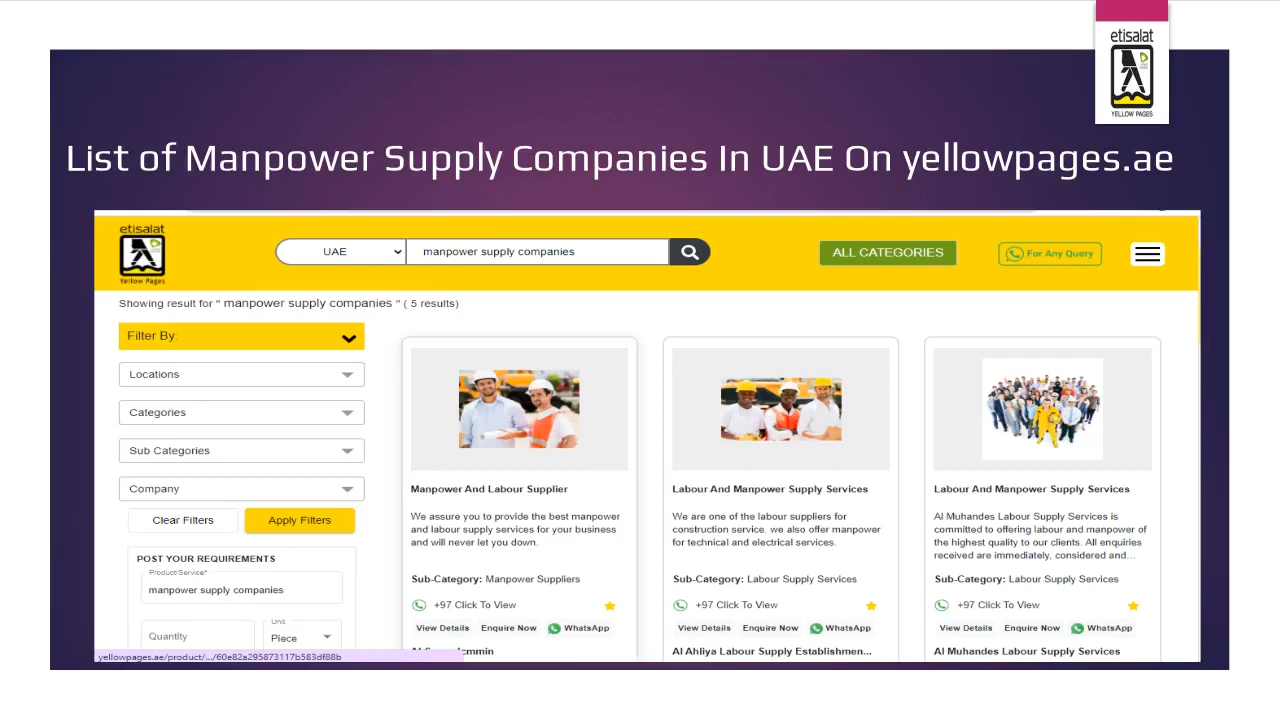 etisalat
YELLOW PAGES
List of Manpower Supply Companies In UAE On yellowpages.ae
etisalat
Yellow Pages
UAE
manpower supply companies
ALL CATEGORIES
For Any Query
Showing result for " manpower supply companies " ( 5 results)
Filter By:
Locations
Categories
Sub Categories
Company
Clear Filters
Apply Filters
POST YOUR REQUIREMENTS
Product/Service*
manpower supply companies
Quantity
Unit
Piece
yellowpages.ae/product/.../60e82a295873117b583df88b
Manpower And Labour Supplier
We assure you to provide the best manpower
and labour supply services for your business
and will never let you down.
Sub-Category: Manpower Suppliers
+97 Click To View
View Details Enquire Now WhatsApp
Labour And Manpower Supply Services
We are one of the labour suppliers for
construction service. we also offer manpower
for technical and electrical services.
Sub-Category: Labour Supply Services
+97 Click To View
View Details Enquire Now WhatsApp
Al Ahliya Labour Supply Establishmen...
Labour And Manpower Supply Services
Al Muhandes Labour Supply Services is
committed to offering labour and manpower of
the highest quality to our clients. All enquiries
received are immediately, considered and...
Sub-Category: Labour Supply Services
+97 Click To View
View Details Enquire Now WhatsApp
Al Muhandes Labour Supply Services